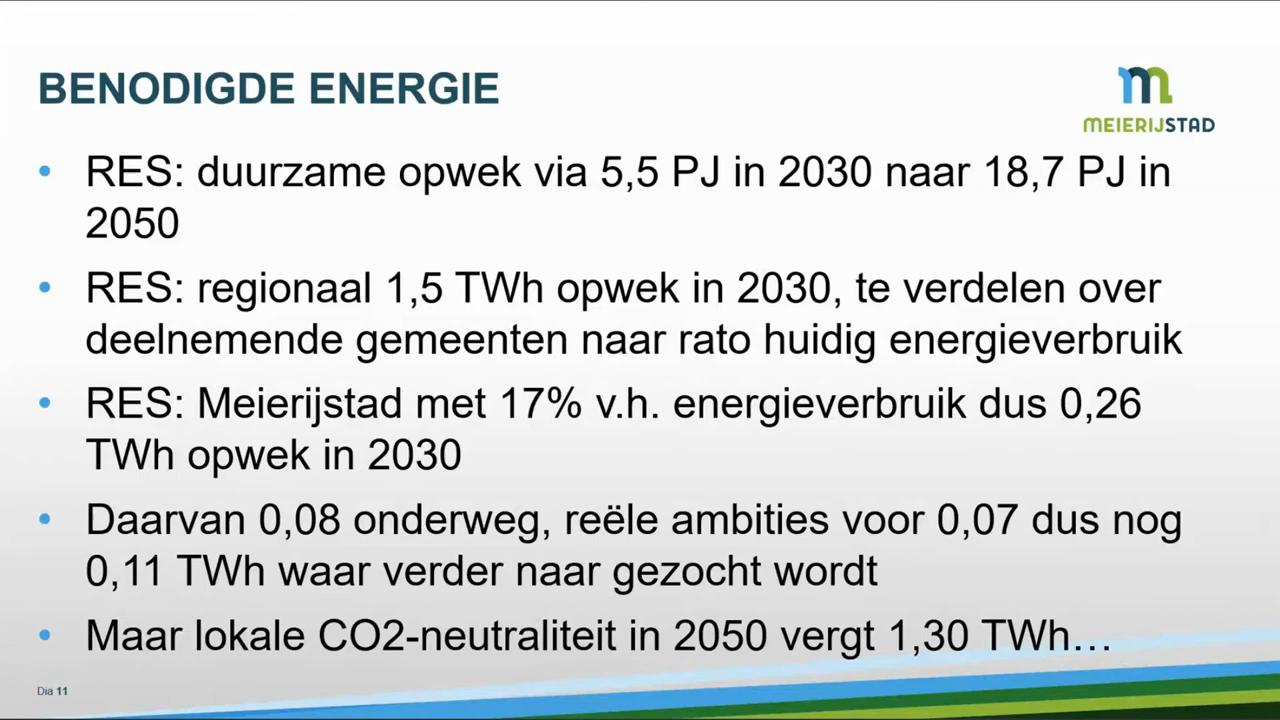 BENODIGDE ENERGIE
MEIERIJSTAD
• RES: duurzame opwek via 5,5 PJ in 2030 naar 18,7 PJ in
2050
• RES: regionaal 1,5 TWh opwek in 2030, te verdelen over
deelnemende gemeenten naar rato huidig energieverbruik
• RES: Meierijstad met 17% v.h. energieverbruik dus 0,26
TWh opwek in 2030
• Daarvan 0,08 onderweg, reële ambities voor 0,07 dus nog
0,11 TWh waar verder naar gezocht wordt
• Maar lokale CO2-neutraliteit in 2050 vergt 1,30 TWh…
Dia 11